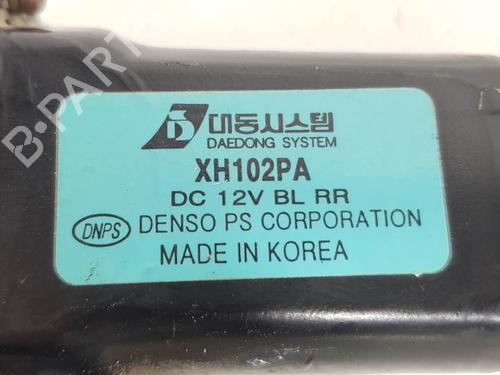 대동시스템
DAEDONG SYSTEM
XH102PA
DC 12V BL RR
DNPS DENSO PS CORPORATION
MADE IN KOREA
B-PARTS